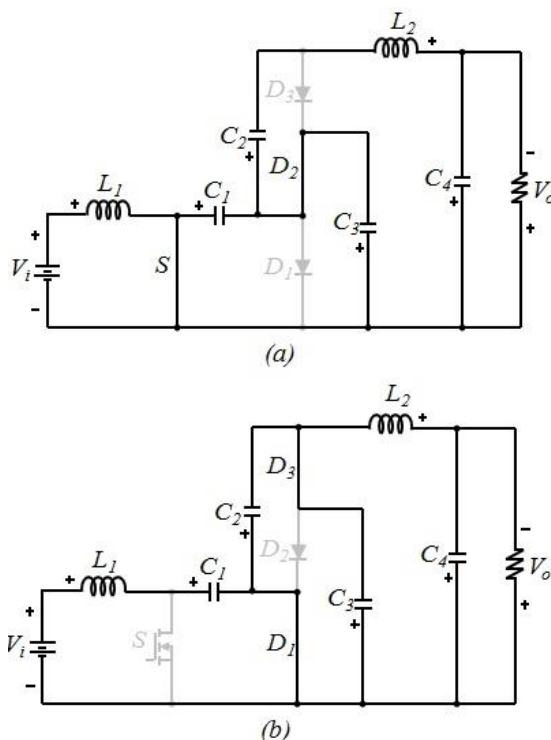 L2
+
D3
C2
+
D2
L1
+
C1
+
C4
+
-
Vo
+
C3
+
+
Vi
-
S
D1
(a)
L2
+
D3
C2
+
D2
L1
+
C1
+
C4
+
-
Vo
+
C3
+
+
Vi
-
S
D1
(b)